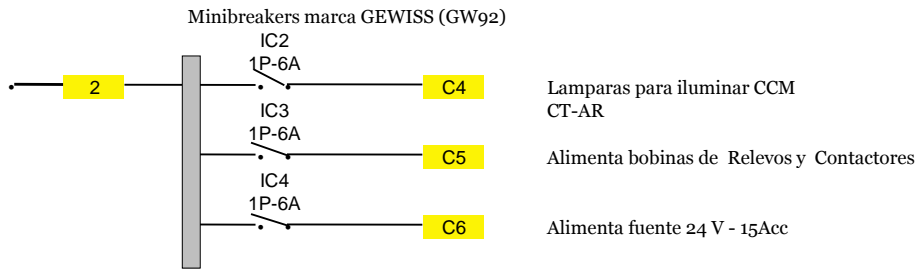 Minibreakers marca GEWISS (GW92)
IC2
1P-6A
2
C4
Lamparas para iluminar CCM
CT-AR
IC3
1P-6A
C5
Alimenta bobinas de Relevos y Contactores
IC4
1P-6A
C6
Alimenta fuente 24 V - 15Acc